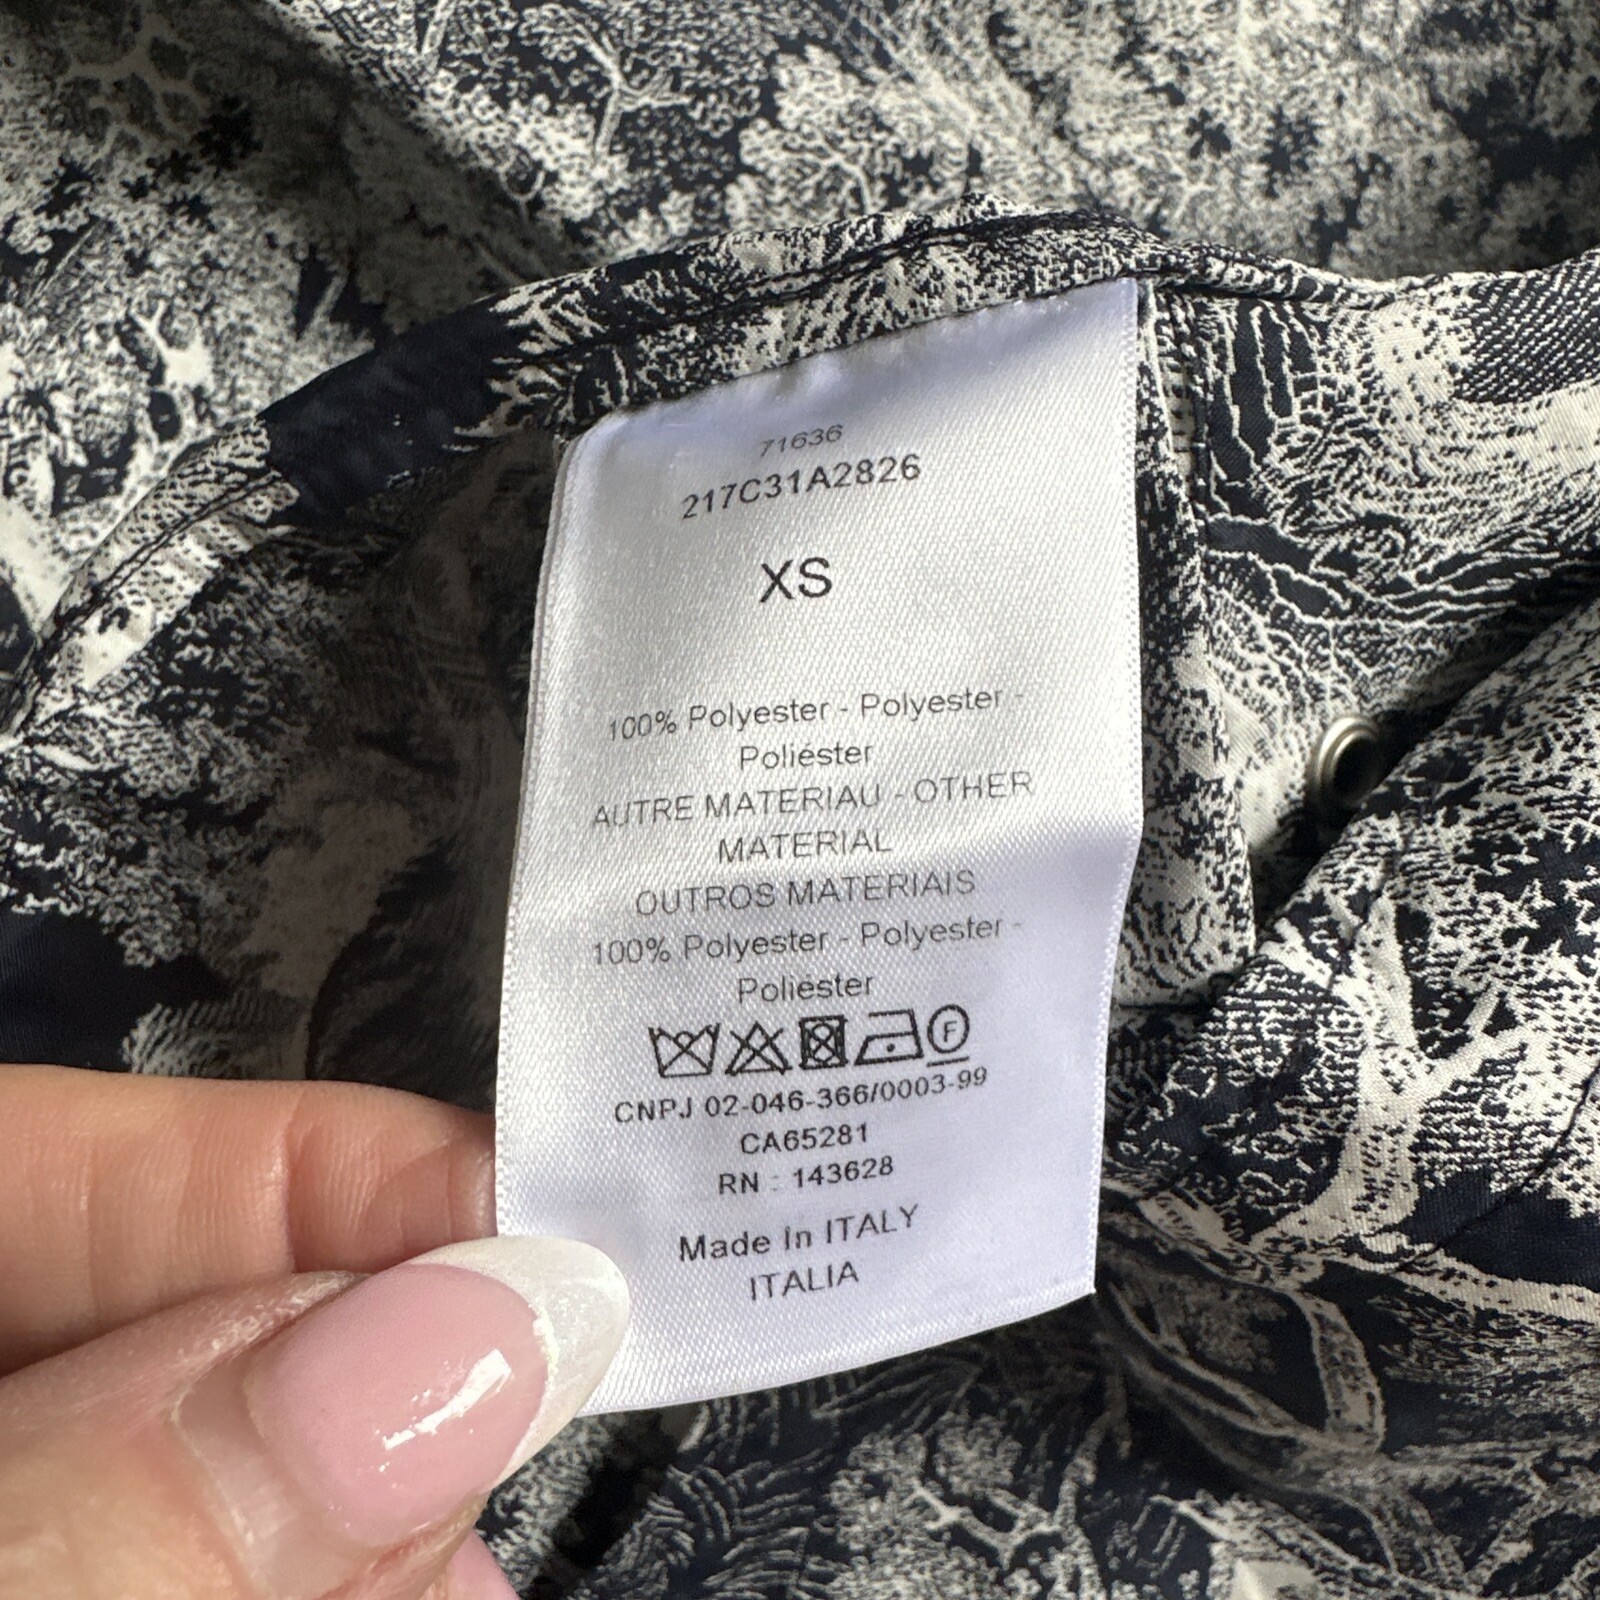 71636
217C31A2826
XS
100% Polyester - Polyester -
Poliéster
AUTRE MATERIAU - OTHER
MATERIAL
OUTROS MATERIAIS
100% Polyester - Polyester -
Poliéster
F
CNPJ 02-046-366/0003-99
CA65281
RN : 143628
Made in ITALY
ITALIA